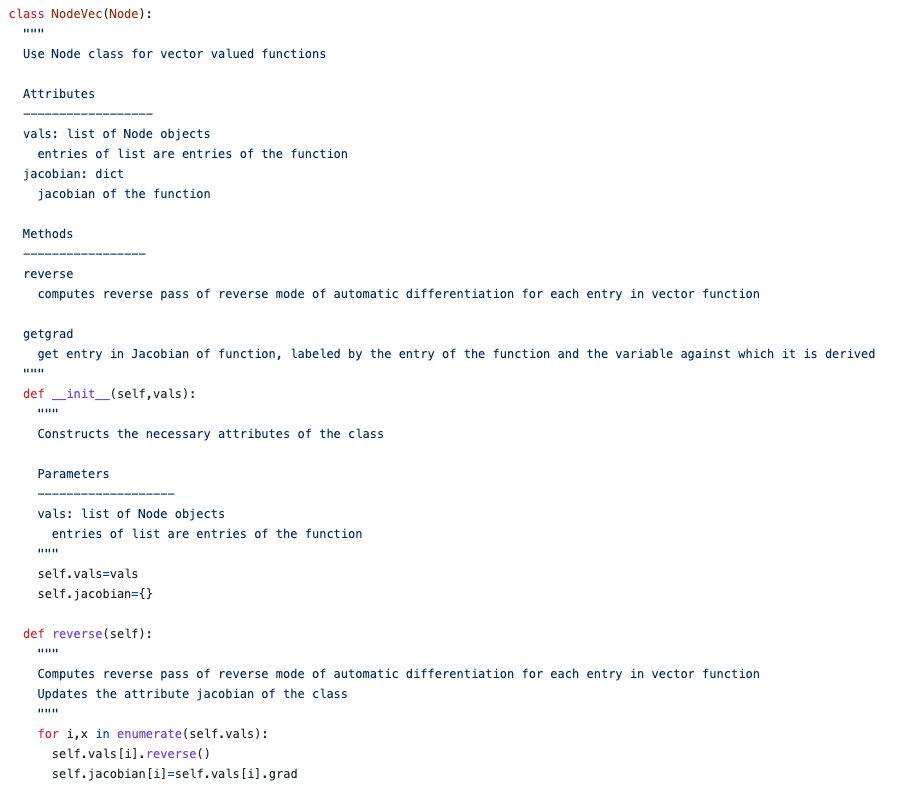 class NodeVec(Node):
"""
Use Node class for vector valued functions
Attributes
------------------
vals: list of Node objects
entries of list are entries of the function
jacobian: dict
jacobian of the function
Methods
-----------------
reverse
computes reverse pass of reverse mode of automatic differentiation for each entry in vector function
getgrad
get entry in Jacobian of function, labeled by the entry of the function and the variable against which it is derived
"""
def __init__(self,vals):
"""
Constructs the necessary attributes of the class
Parameters
-------------------
vals: list of Node objects
entries of list are entries of the function
"""
self.vals=vals
self.jacobian={}
def reverse(self):
"""
Computes reverse pass of reverse mode of automatic differentiation for each entry in vector function
Updates the attribute jacobian of the class
"""
for i,x in enumerate(self.vals):
self.vals[i].reverse()
self.jacobian[i]=self.vals[i].grad